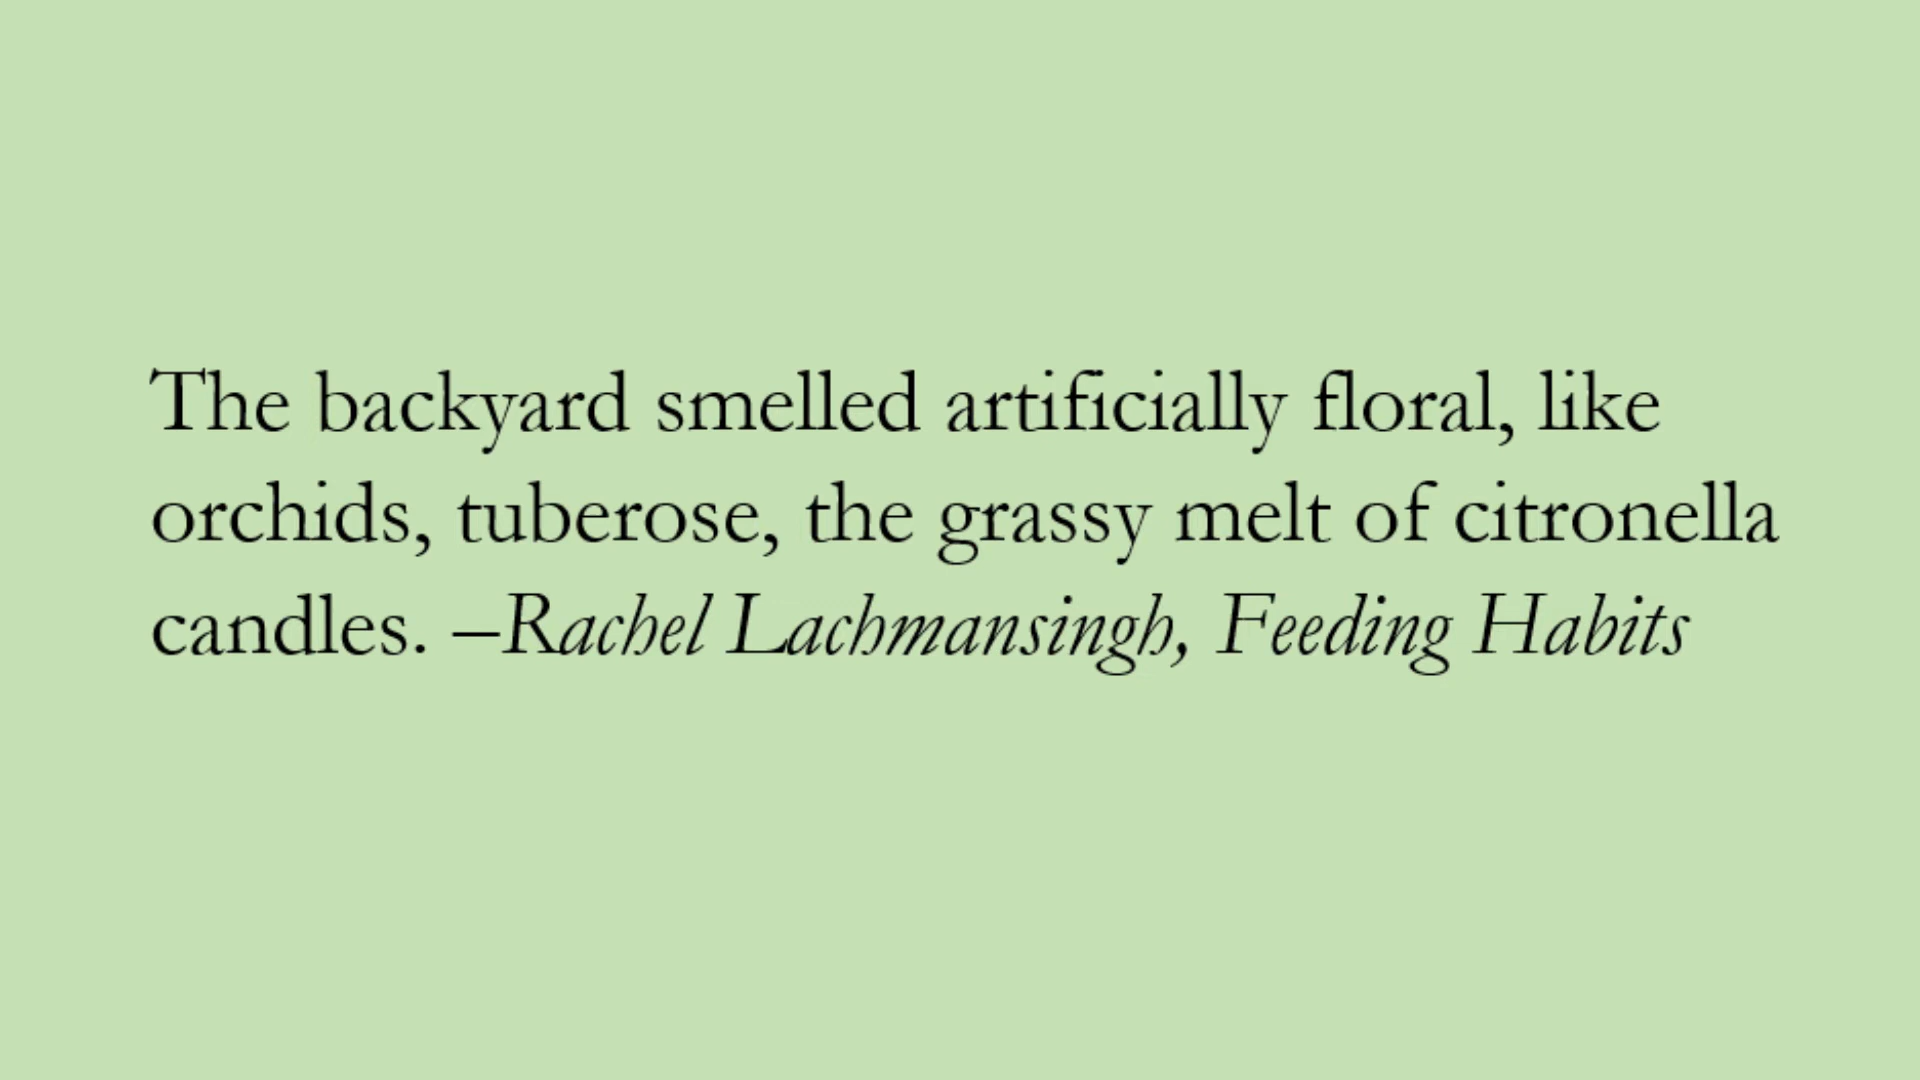 The backyard smelled artificially floral, like
orchids, tuberose, the grassy melt of citronella
candles. –Rachel Lachmansingh, Feeding Habits